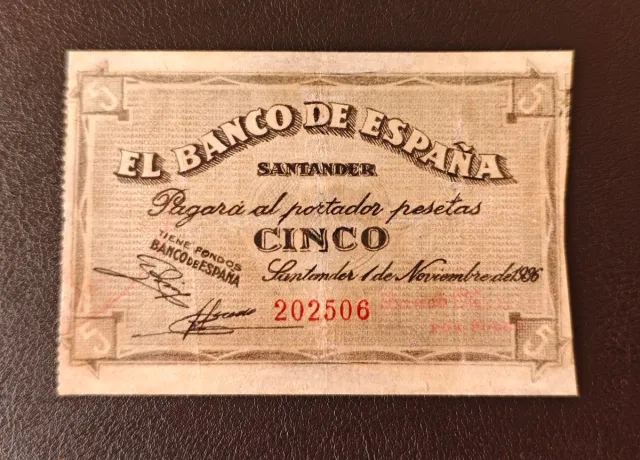 5 5
EL BANCO DE ESPAÑA
SANTANDER
Pagará al portador pesetas
CINCO
TIENE FONDOS
BANCO DE ESPAÑA
Santander 1 de Noviembre de 1936
202506
5 5